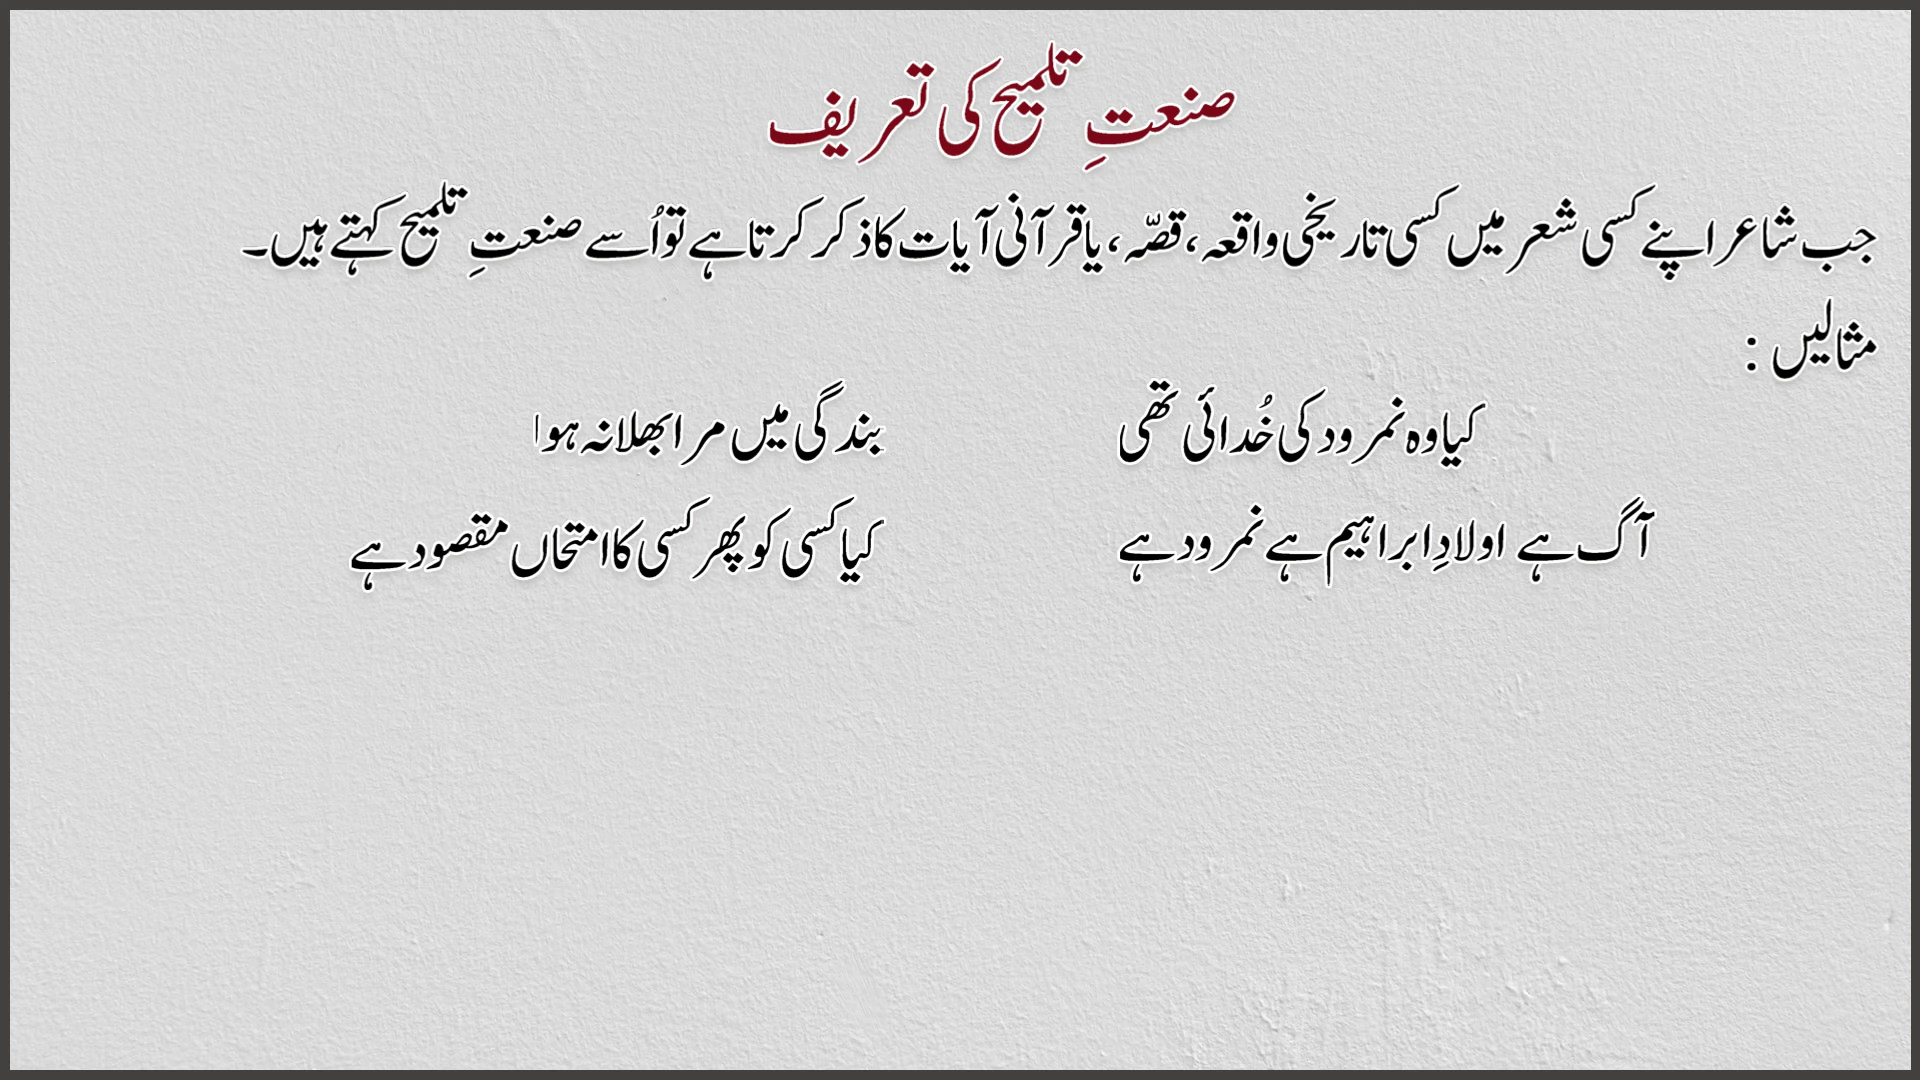 صنعتِ تلمیح کی تعریف
جب شاعر اپنے کسی شعر میں کسی تاریخی واقعہ، قصّہ، یا قرآنی آیات کا ذکر کرتا ہے تو اُسے صنعتِ تلمیح کہتے ہیں۔
مثالیں :
کیا وہ نمرود کی خُدائی تھی بندگی میں مرا بھلا نہ ہوا
آگ ہے اولادِ ابراہیم ہے نمرود ہے کیا کسی کو پھر کسی کا امتحاں مقصود ہے